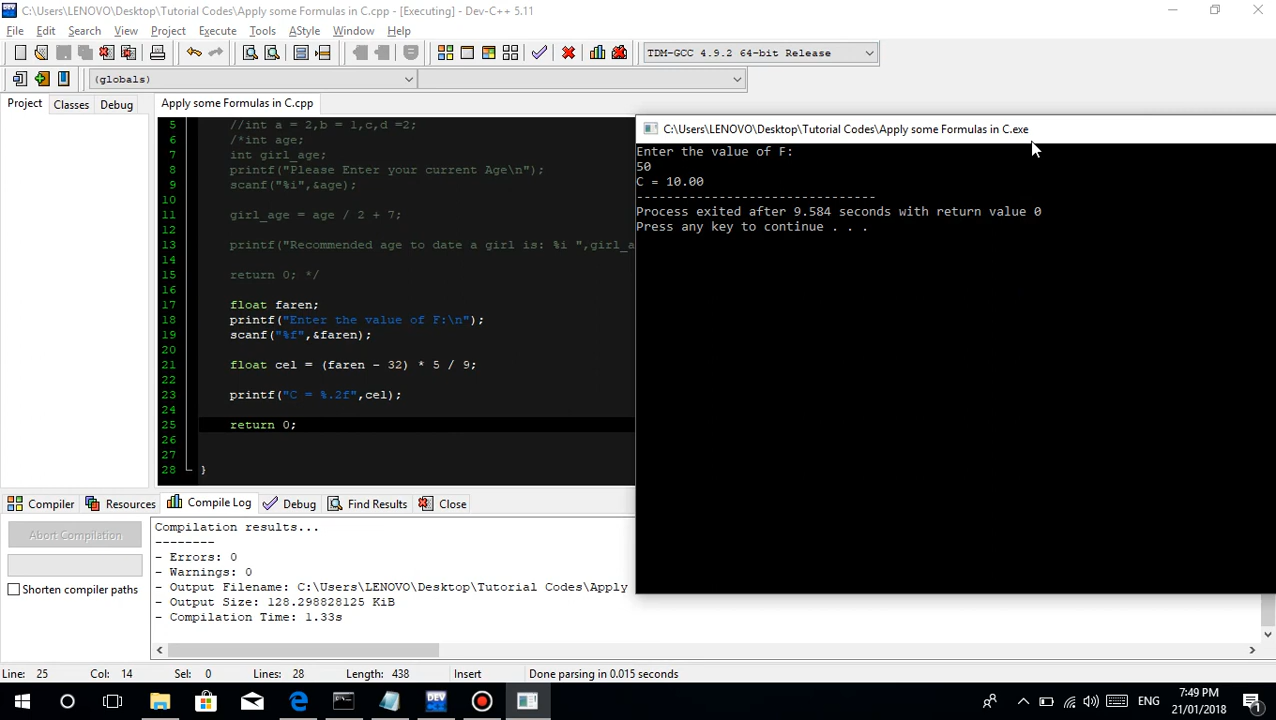 C:\Users\LENOVO\Desktop\Tutorial Codes\Apply some Formulas in C.cpp - [Executing] - Dev-C++ 5.11
File Edit Search View Project Execute Tools AStyle Window Help
TDM-GCC 4.9.2 64-bit Release
(globals)
Project Classes Debug
Apply some Formulas in C.cpp
5 //int a = 2,b = 1,c,d =2;
6 /*int age;
7 int girl_age;
8 printf("Please Enter your current Age\n");
9 scanf("%i",&age);
10
11 girl_age = age / 2 + 7;
12
13 printf("Recommended age to date a girl is: %i ",girl_a
14
15 return 0; */
16
17 float faren;
18 printf("Enter the value of F:\n");
19 scanf("%f",&faren);
20
21 float cel = (faren - 32) * 5 / 9;
22
23 printf("C = %.2f",cel);
24
25 return 0;
26
27
28 }
C:\Users\LENOVO\Desktop\Tutorial Codes\Apply some Formulas in C.exe
Enter the value of F:
50
C = 10.00
--------------------------------
Process exited after 9.584 seconds with return value 0
Press any key to continue . . .
Compiler Resources Compile Log Debug Find Results Close
Abort Compilation
Shorten compiler paths
Compilation results...
--------
- Errors: 0
- Warnings: 0
- Output Filename: C:\Users\LENOVO\Desktop\Tutorial Codes\Apply
- Output Size: 128.298828125 KiB
- Compilation Time: 1.33s
Line: 25 Col: 14 Sel: 0 Lines: 28 Length: 438 Insert Done parsing in 0.015 seconds
DEV
ENG
7:49 PM
21/01/2018
1